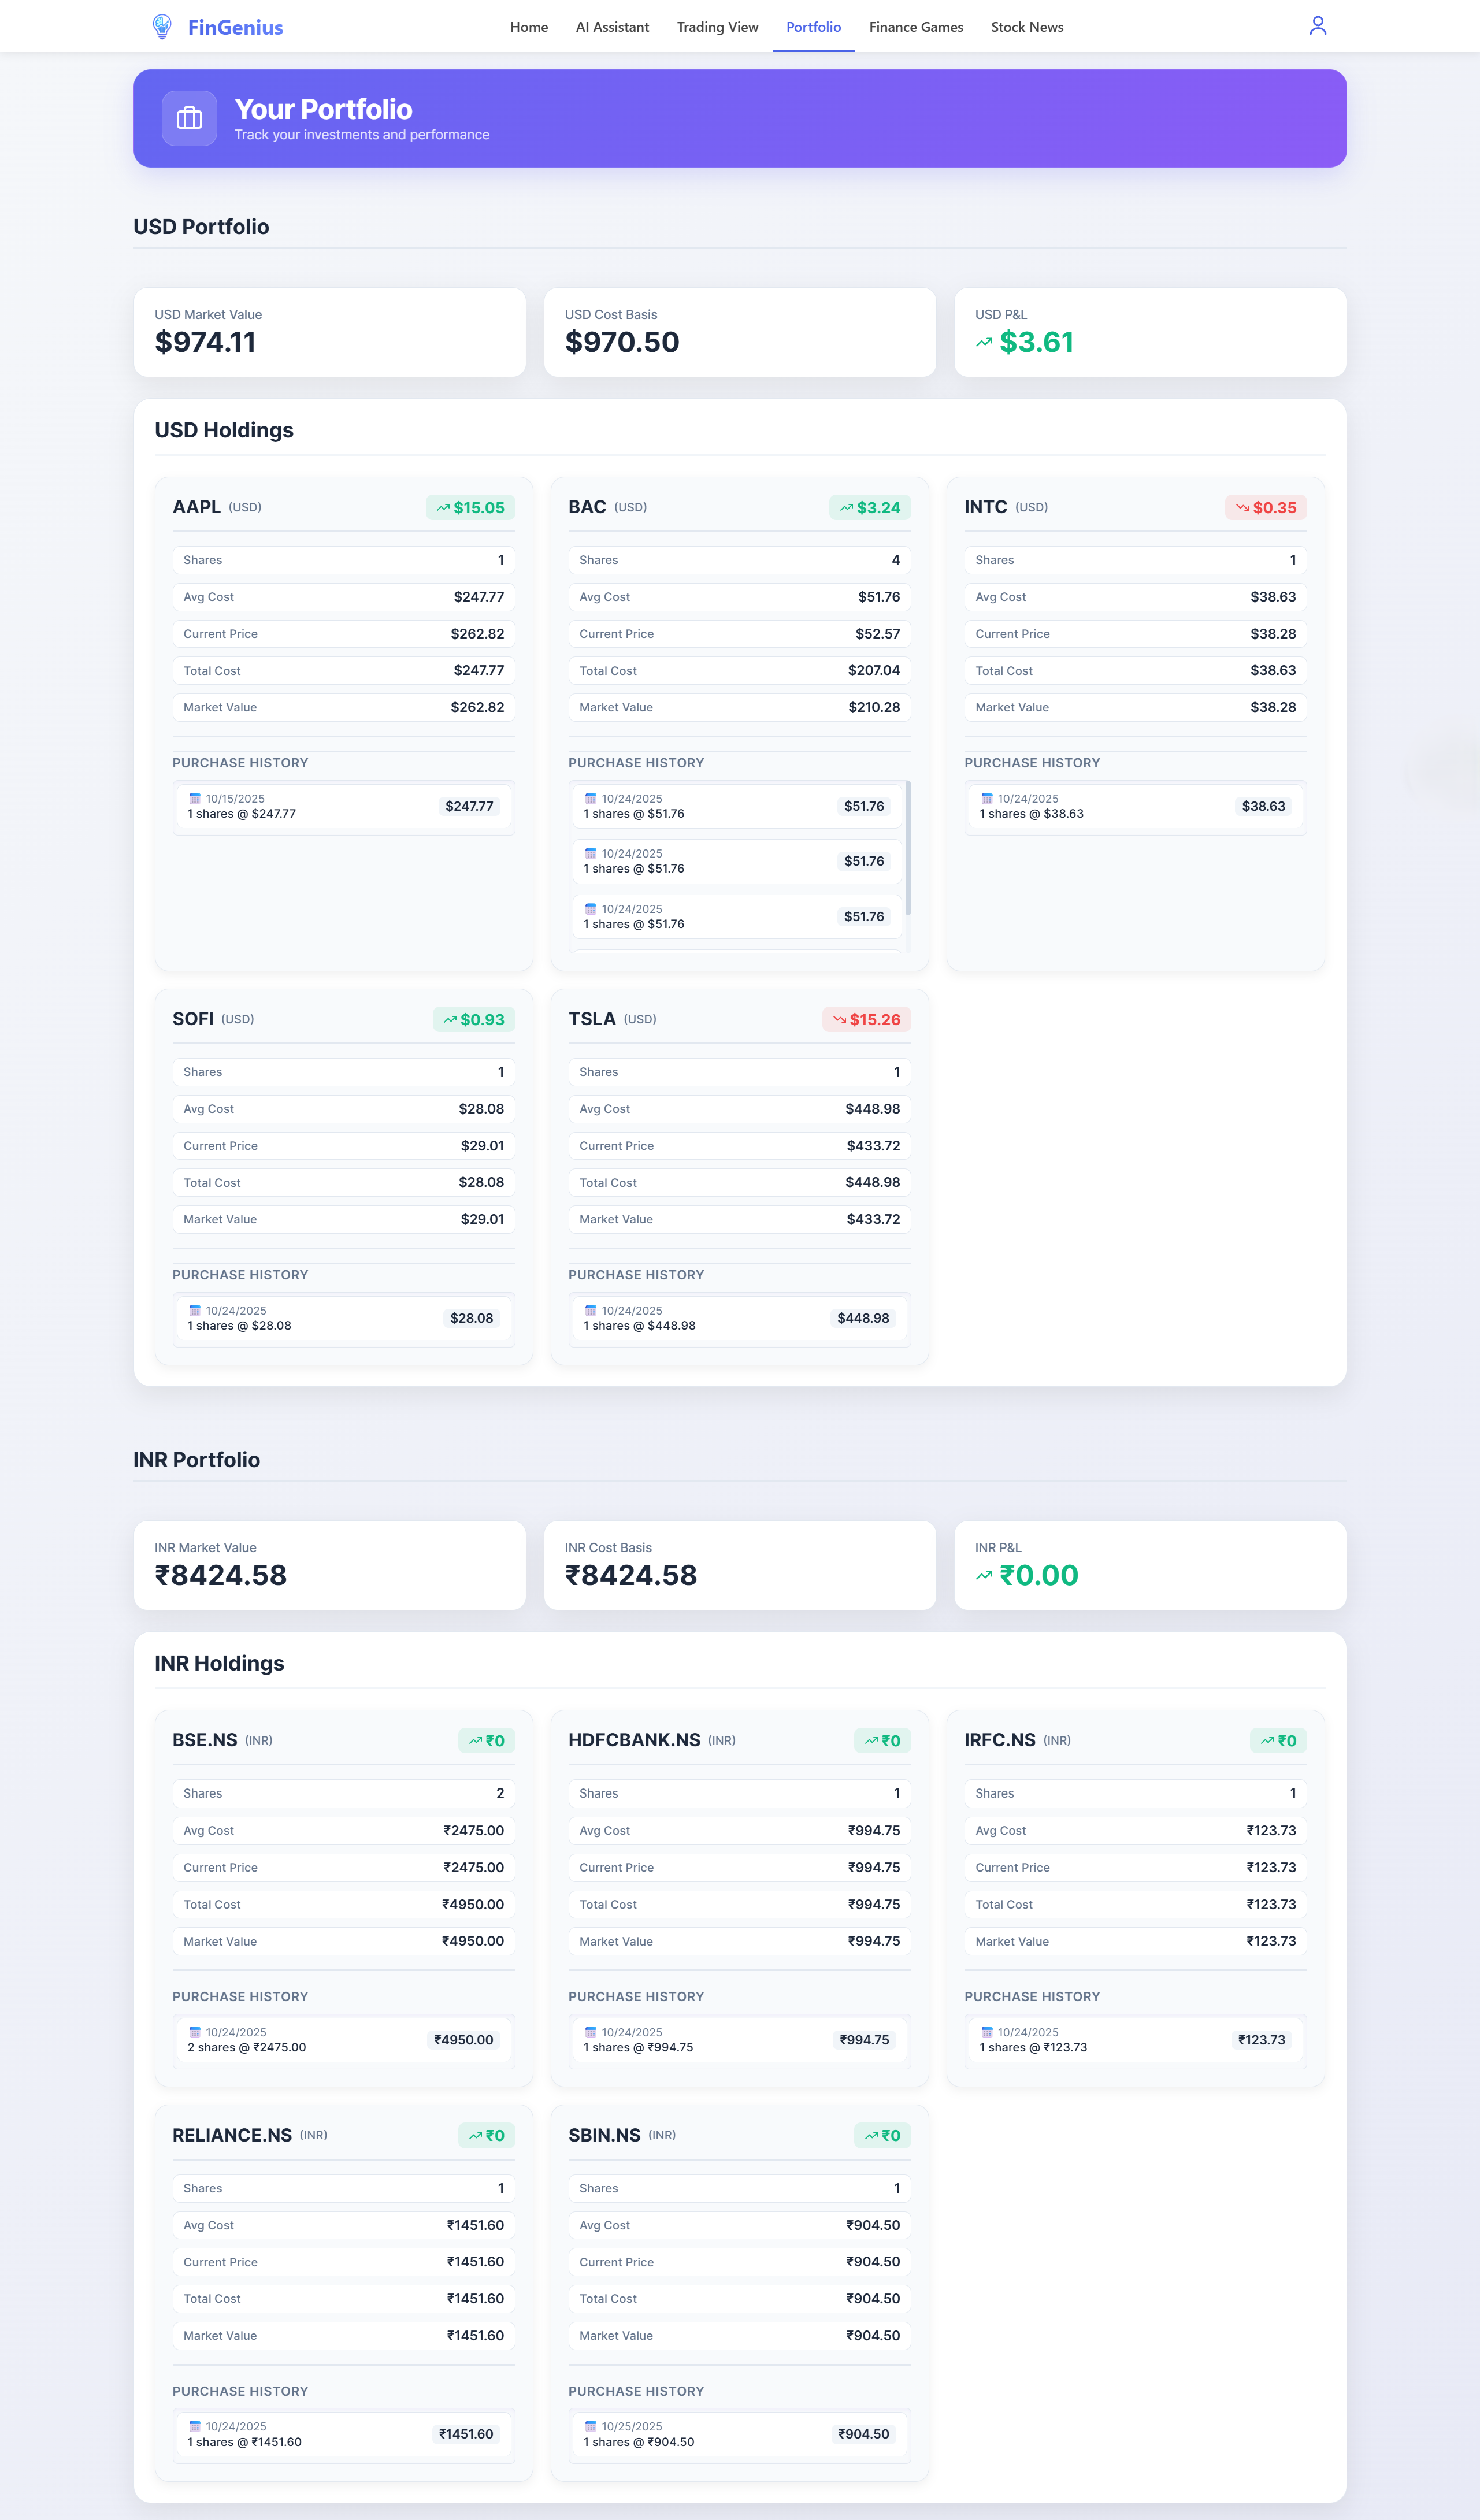 FinGenius
Home AI Assistant Trading View Portfolio Finance Games Stock News
Your Portfolio
Track your investments and performance
USD Portfolio
USD Market Value
$974.11
USD Cost Basis
$970.50
USD P&L
$3.61
USD Holdings
AAPL (USD) $15.05
Shares 1
Avg Cost $247.77
Current Price $262.82
Total Cost $247.77
Market Value $262.82
PURCHASE HISTORY
10/15/2025
1 shares @ $247.77
$247.77
BAC (USD) $3.24
Shares 4
Avg Cost $51.76
Current Price $52.57
Total Cost $207.04
Market Value $210.28
PURCHASE HISTORY
10/24/2025
1 shares @ $51.76
$51.76
10/24/2025
1 shares @ $51.76
$51.76
10/24/2025
1 shares @ $51.76
$51.76
INTC (USD) $0.35
Shares 1
Avg Cost $38.63
Current Price $38.28
Total Cost $38.63
Market Value $38.28
PURCHASE HISTORY
10/24/2025
1 shares @ $38.63
$38.63
SOFI (USD) $0.93
Shares 1
Avg Cost $28.08
Current Price $29.01
Total Cost $28.08
Market Value $29.01
PURCHASE HISTORY
10/24/2025
1 shares @ $28.08
$28.08
TSLA (USD) $15.26
Shares 1
Avg Cost $448.98
Current Price $433.72
Total Cost $448.98
Market Value $433.72
PURCHASE HISTORY
10/24/2025
1 shares @ $448.98
$448.98
INR Portfolio
INR Market Value
₹8424.58
INR Cost Basis
₹8424.58
INR P&L
₹0.00
INR Holdings
BSE.NS (INR) ₹0
Shares 2
Avg Cost ₹2475.00
Current Price ₹2475.00
Total Cost ₹4950.00
Market Value ₹4950.00
PURCHASE HISTORY
10/24/2025
2 shares @ ₹2475.00
₹4950.00
HDFCBANK.NS (INR) ₹0
Shares 1
Avg Cost ₹994.75
Current Price ₹994.75
Total Cost ₹994.75
Market Value ₹994.75
PURCHASE HISTORY
10/24/2025
1 shares @ ₹994.75
₹994.75
IRFC.NS (INR) ₹0
Shares 1
Avg Cost ₹123.73
Current Price ₹123.73
Total Cost ₹123.73
Market Value ₹123.73
PURCHASE HISTORY
10/24/2025
1 shares @ ₹123.73
₹123.73
RELIANCE.NS (INR) ₹0
Shares 1
Avg Cost ₹1451.60
Current Price ₹1451.60
Total Cost ₹1451.60
Market Value ₹1451.60
PURCHASE HISTORY
10/24/2025
1 shares @ ₹1451.60
₹1451.60
SBIN.NS (INR) ₹0
Shares 1
Avg Cost ₹904.50
Current Price ₹904.50
Total Cost ₹904.50
Market Value ₹904.50
PURCHASE HISTORY
10/25/2025
1 shares @ ₹904.50
₹904.50